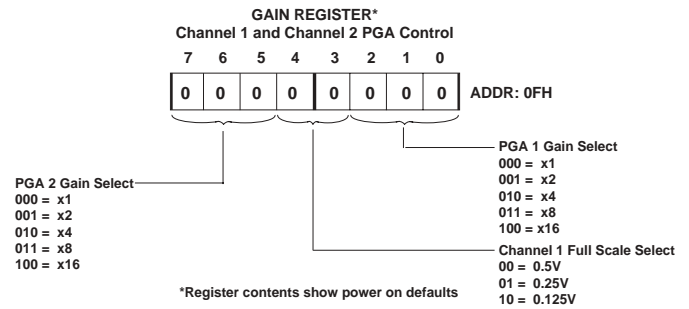 GAIN REGISTER*
Channel 1 and Channel 2 PGA Control
7 6 5 4 3 2 1 0
0 0 0 0 0 0 0 0 ADDR: 0FH
PGA 2 Gain Select
000 = x1
001 = x2
010 = x4
011 = x8
100 = x16
PGA 1 Gain Select
000 = x1
001 = x2
010 = x4
011 = x8
100 = x16
Channel 1 Full Scale Select
00 = 0.5V
01 = 0.25V
10 = 0.125V
*Register contents show power on defaults